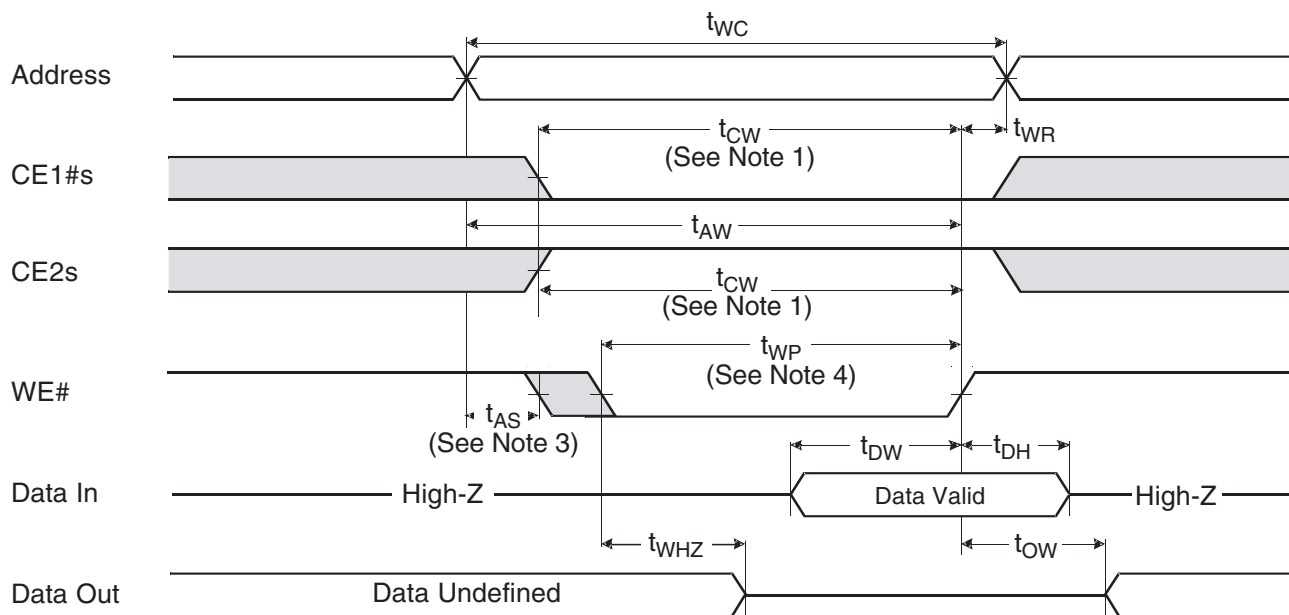 tWC
Address
tCW
(See Note 1)
tWR
CE1#s
tAW
CE2s
tCW
(See Note 1)
tWP
(See Note 4)
WE#
tAS
(See Note 3)
tDW
tDH
Data In
High-Z
Data Valid
High-Z
tWHZ
tOW
Data Out
Data Undefined